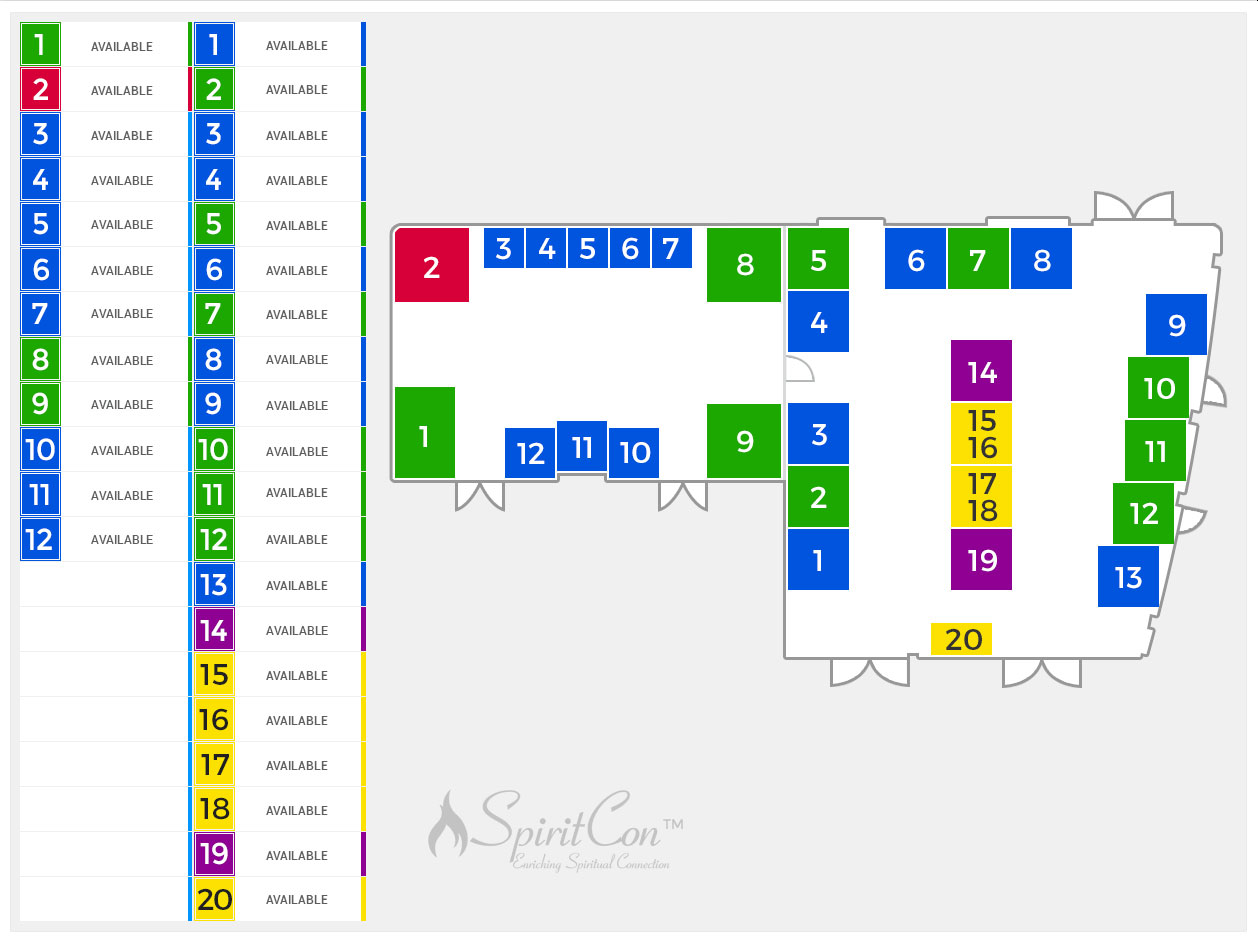 1 AVAILABLE 1 AVAILABLE
2 AVAILABLE 2 AVAILABLE
3 AVAILABLE 3 AVAILABLE
4 AVAILABLE 4 AVAILABLE
5 AVAILABLE 5 AVAILABLE
6 AVAILABLE 6 AVAILABLE
7 AVAILABLE 7 AVAILABLE
8 AVAILABLE 8 AVAILABLE
9 AVAILABLE 9 AVAILABLE
10 AVAILABLE 10 AVAILABLE
11 AVAILABLE 11 AVAILABLE
12 AVAILABLE 12 AVAILABLE
13 AVAILABLE
14 AVAILABLE
15 AVAILABLE
16 AVAILABLE
17 AVAILABLE
18 AVAILABLE
19 AVAILABLE
20 AVAILABLE
2 3 4 5 6 7 8
1 12 11 10 9
5 6 7 8
4 9
14 10
3 15 11
16
2 17 12
18
1 19 13
20
SpiritCon™
Enriching Spiritual Connection